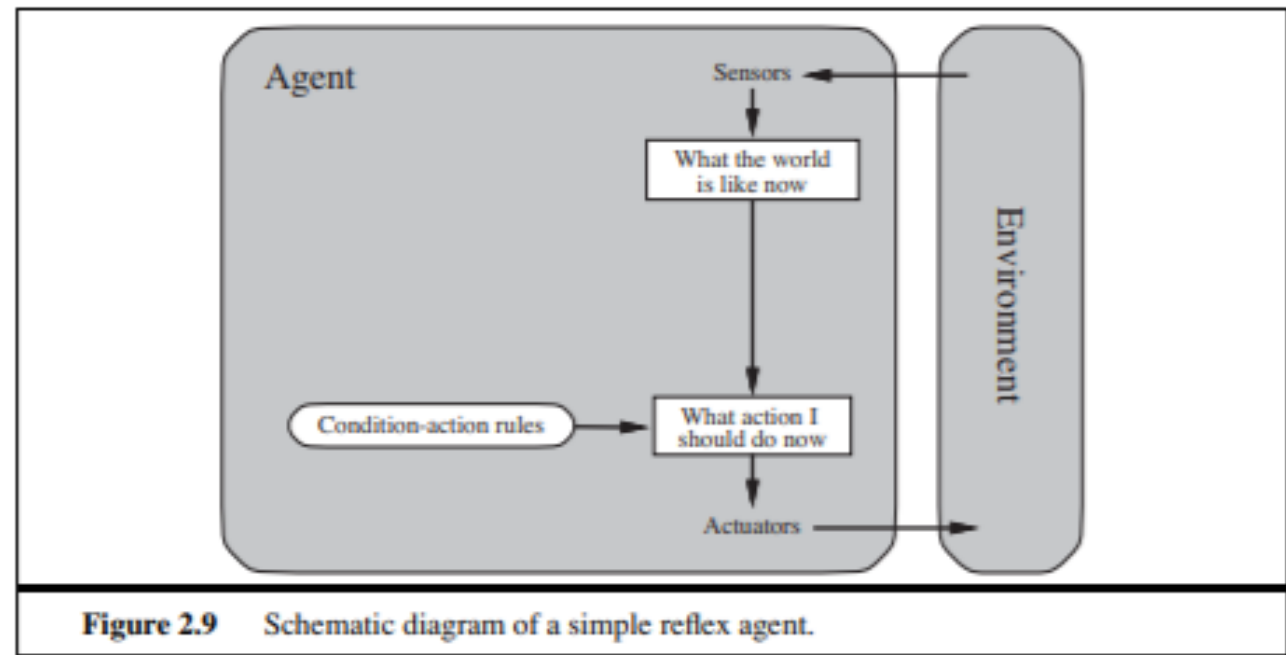 Agent
Sensors
What the world
is like now
Environment
Condition-action rules
What action I
should do now
Actuators
Figure 2.9 Schematic diagram of a simple reflex agent.